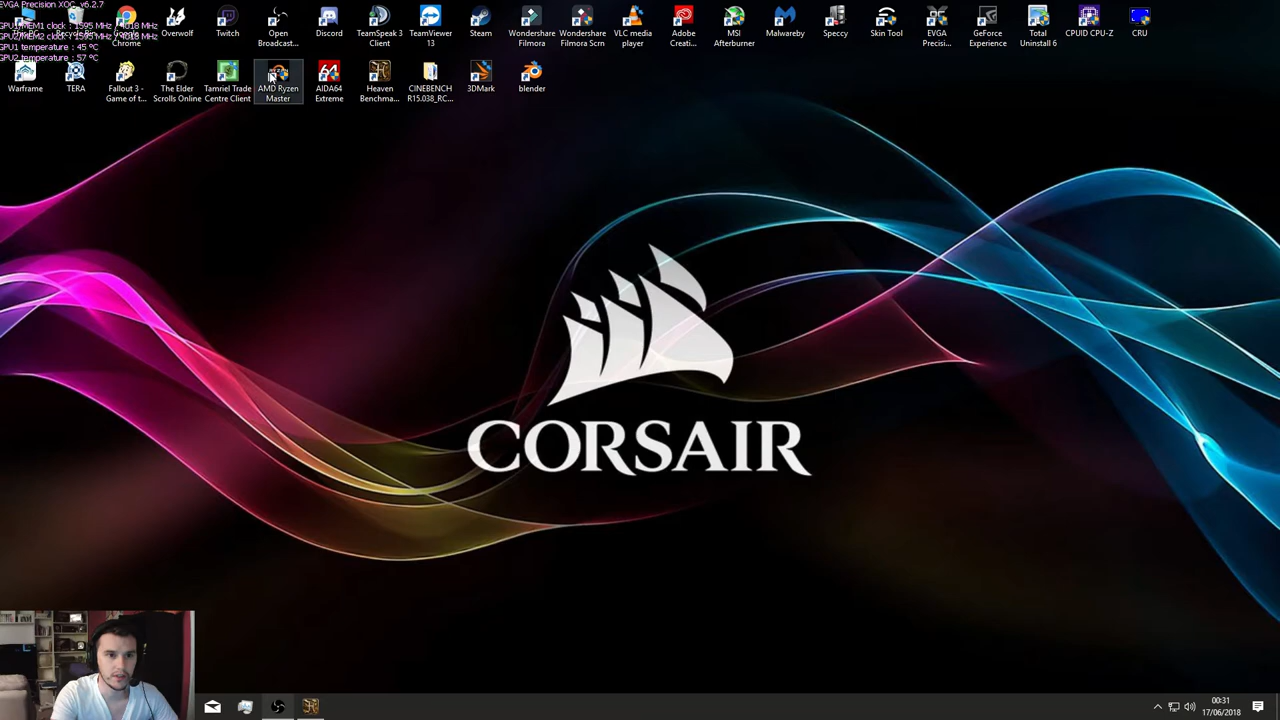 EVGA Precision XOC_v6.2.7
GPU2 temperature : 57 °C
GPU1 temperature : 45 °C
Chrome
Overwolf
Twitch
Open
Broadcast...
Discord
TeamSpeak 3
Client
TeamViewer
13
Steam
Wondershare
Filmora
Wondershare
Filmora Scrn
VLC media
player
Adobe
Creati...
MSI
Afterburner
Malwareby
Speccy
Skin Tool
EVGA
Precisi...
GeForce
Experience
Total
Uninstall 6
CPUID CPU-Z
CRU
Warframe
TERA
Fallout 3 -
Game of t...
The Elder
Scrolls Online
Tamriel Trade
Centre Client
AMD Ryzen
Master
64
AIDA64
Extreme
Heaven
Benchma...
CINEBENCH
R15.038_RC...
3DMark
blender
CORSAIR
00:31
17/06/2018